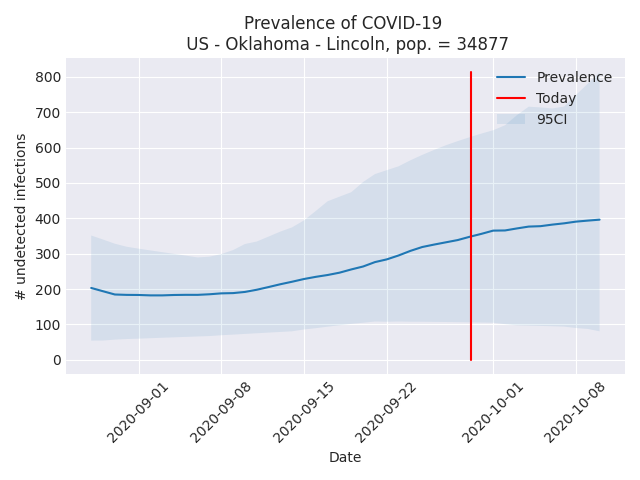 Prevalence of COVID-19
US - Oklahoma - Lincoln, pop. = 34877
Prevalence
Today
95CI
# undetected infections
800
700
600
500
400
300
200
100
0
2020-09-01
2020-09-08
2020-09-15
2020-09-22
2020-10-01
2020-10-08
Date